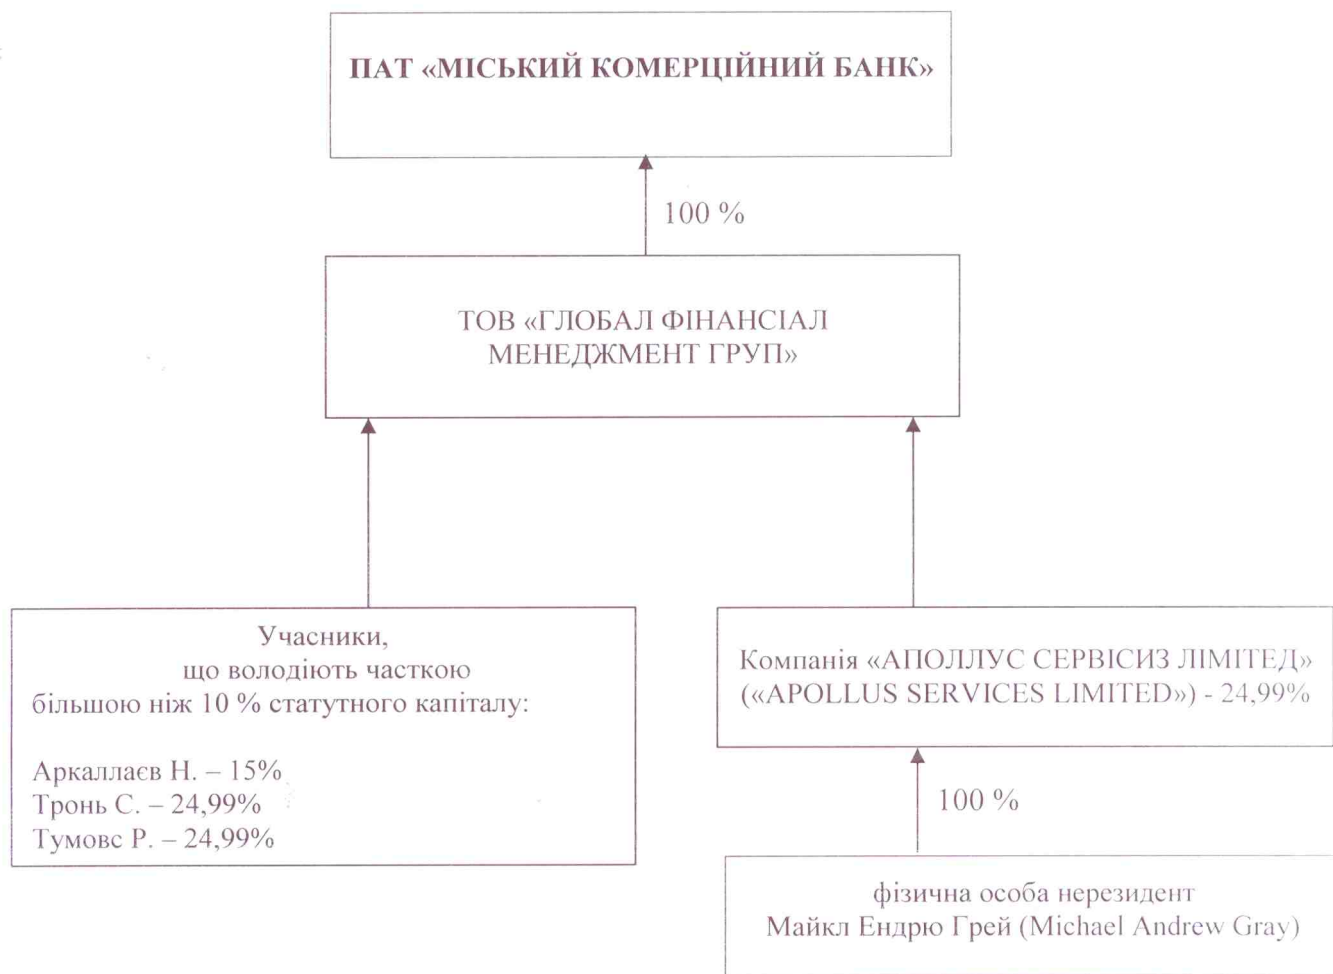 ПАТ «МІСЬКИЙ КОМЕРЦІЙНИЙ БАНК»
100 %
ТОВ «ГЛОБАЛ ФІНАНСІАЛ
МЕНЕДЖМЕНТ ГРУП»
Учасники,
що володіють часткою
більшою ніж 10 % статутного капіталу:
Аркаллаєв Н. – 15%
Тронь С. – 24,99%
Тумовс Р. – 24,99%
Компанія «АПОЛЛУС СЕРВІСИЗ ЛІМІТЕД»
(«APOLLUS SERVICES LIMITED») - 24,99%
100 %
фізична особа нерезидент
Майкл Ендрю Грей (Michael Andrew Gray)